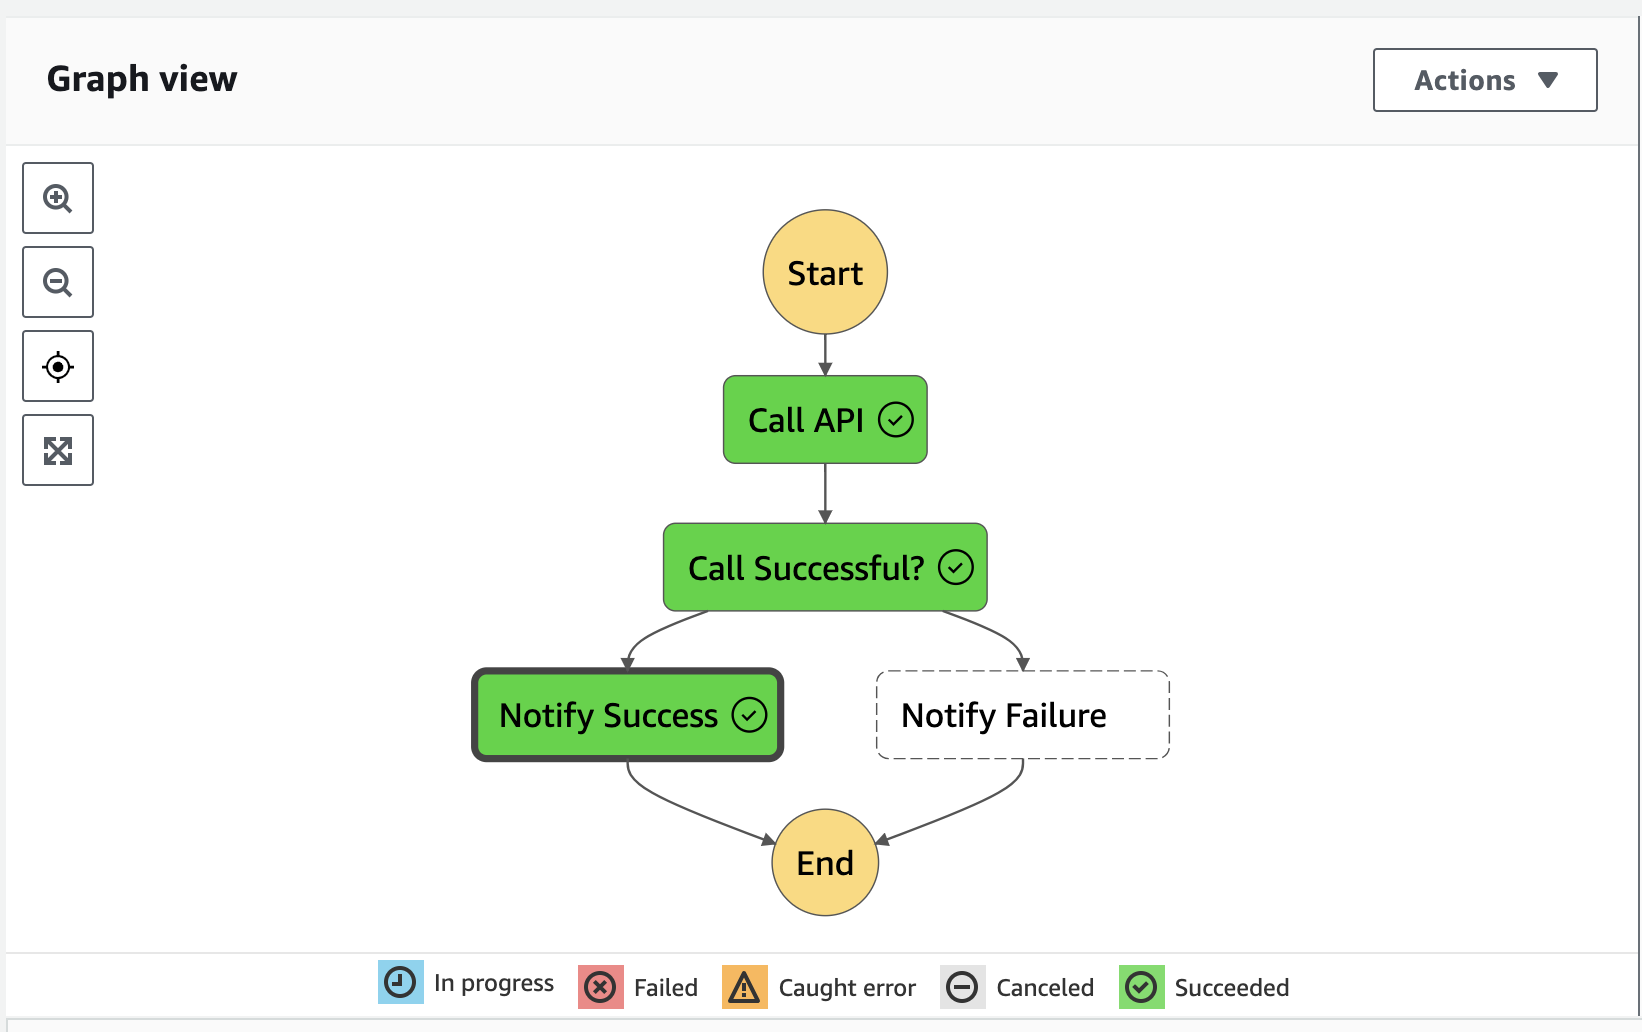 Graph view
Actions
Start
Call API
Call Successful?
Notify Success
Notify Failure
End
In progress
Failed
Caught error
Canceled
Succeeded